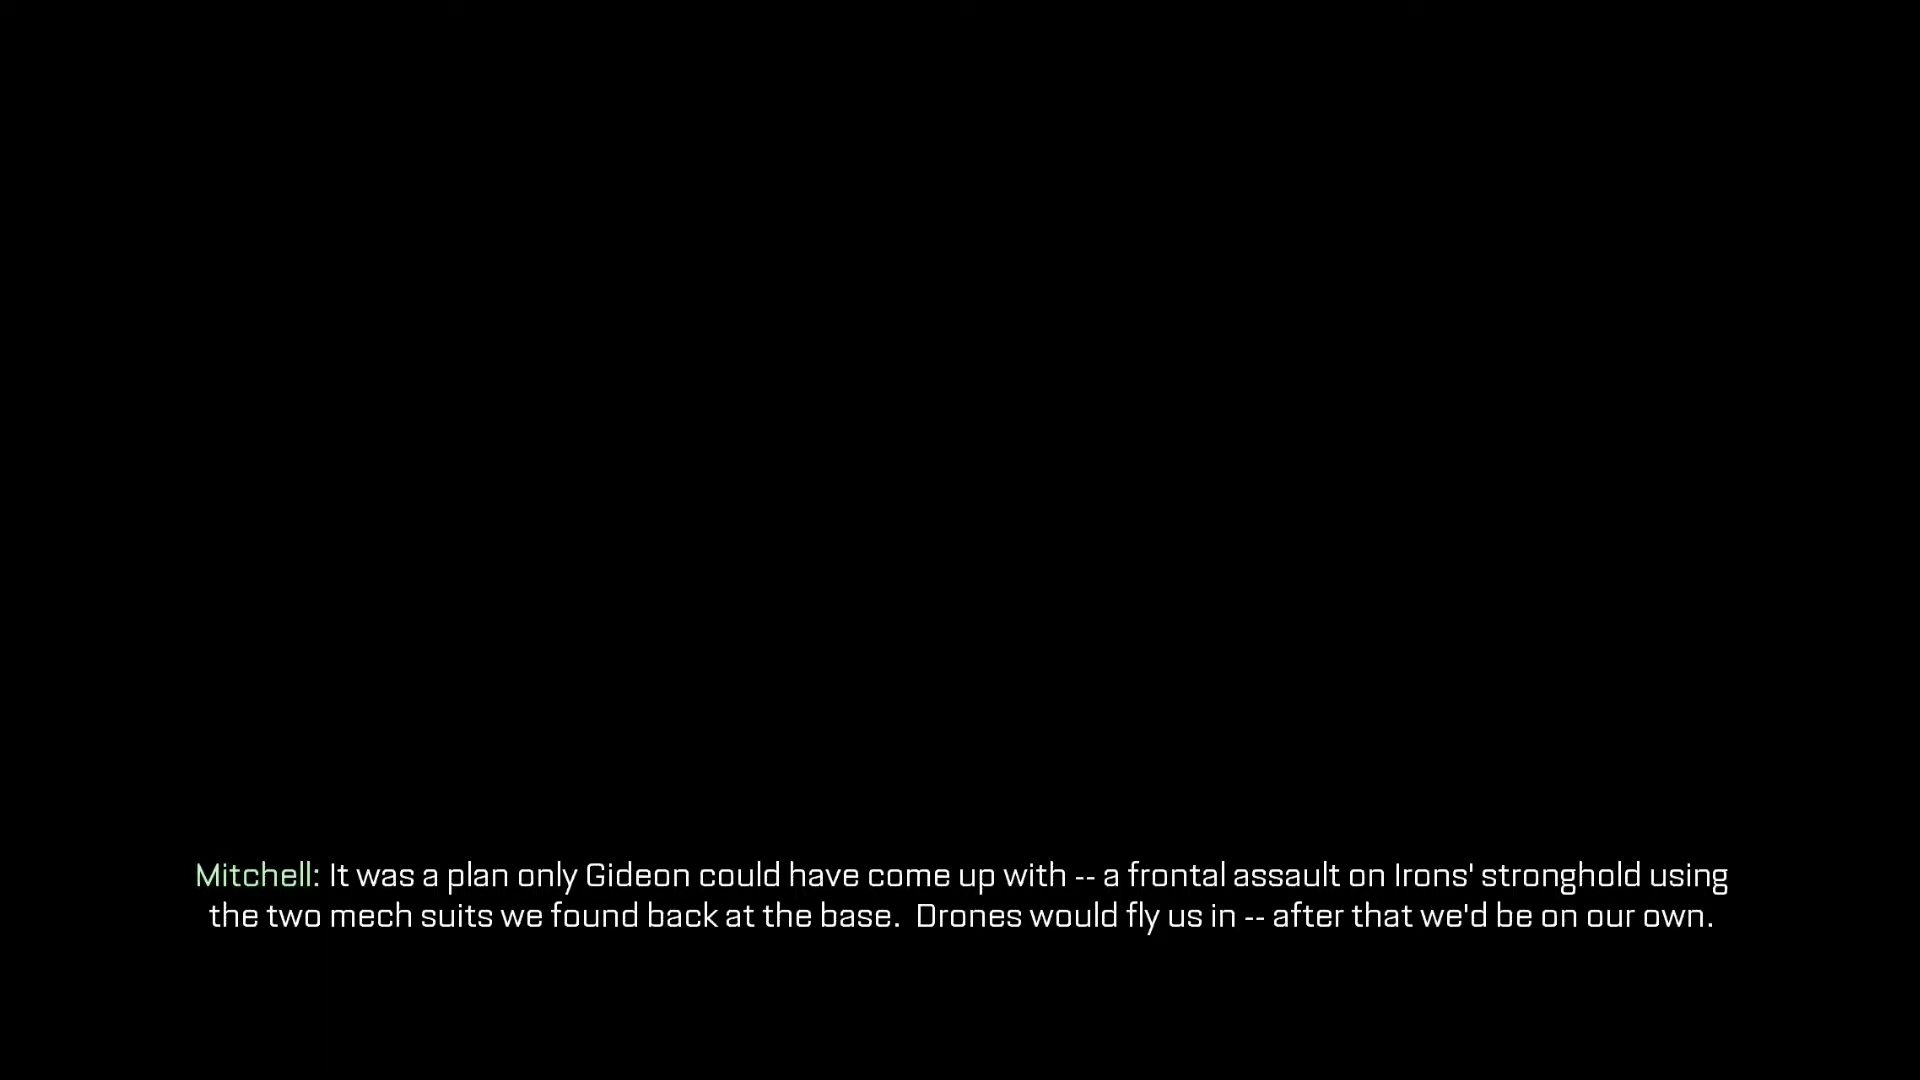 Mitchell: It was a plan only Gideon could have come up with -- a frontal assault on Irons' stronghold using
the two mech suits we found back at the base.  Drones would fly us in -- after that we'd be on our own.